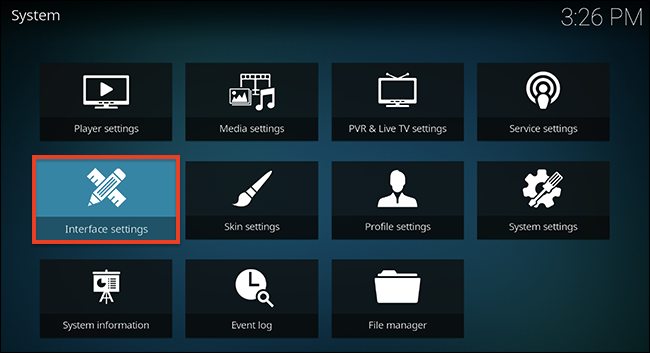 System
3:26 PM
Player settings
Media settings
PVR & Live TV settings
Service settings
Interface settings
Skin settings
Profile settings
System settings
System information
Event log
File manager